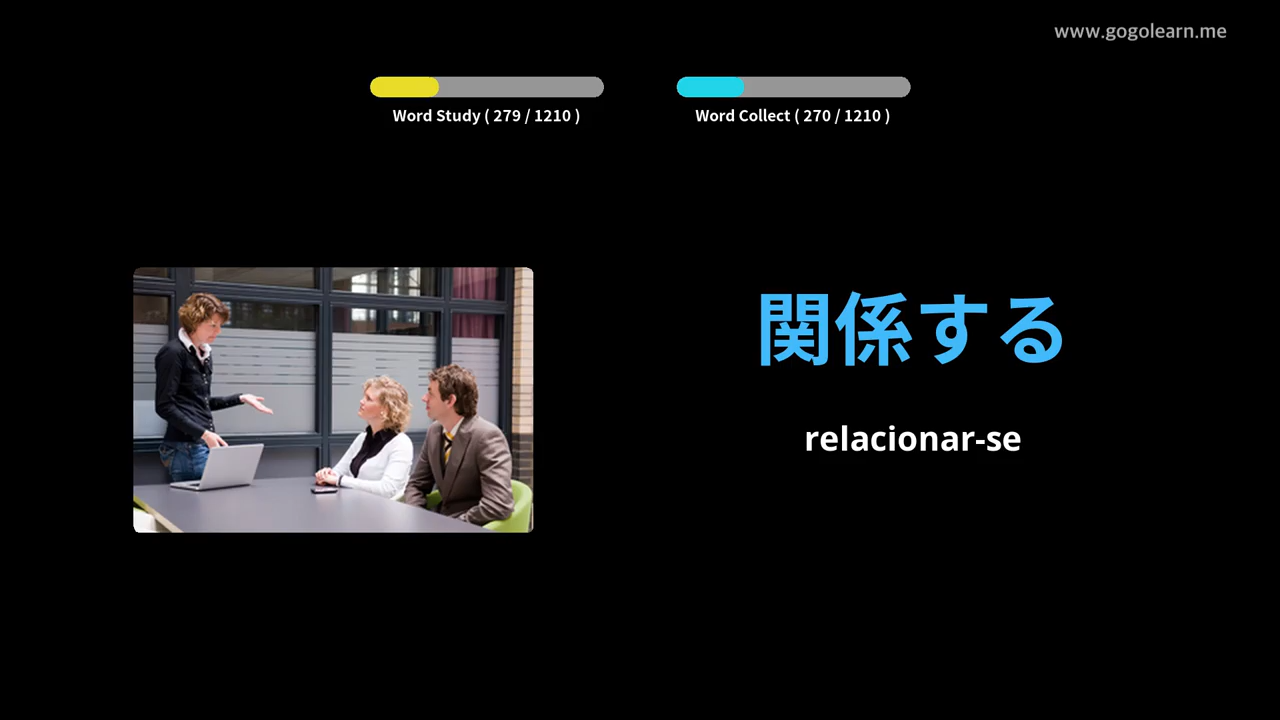 www.gogolearn.me
Word Study ( 279 / 1210 )
Word Collect ( 270 / 1210 )
関係する
relacionar-se